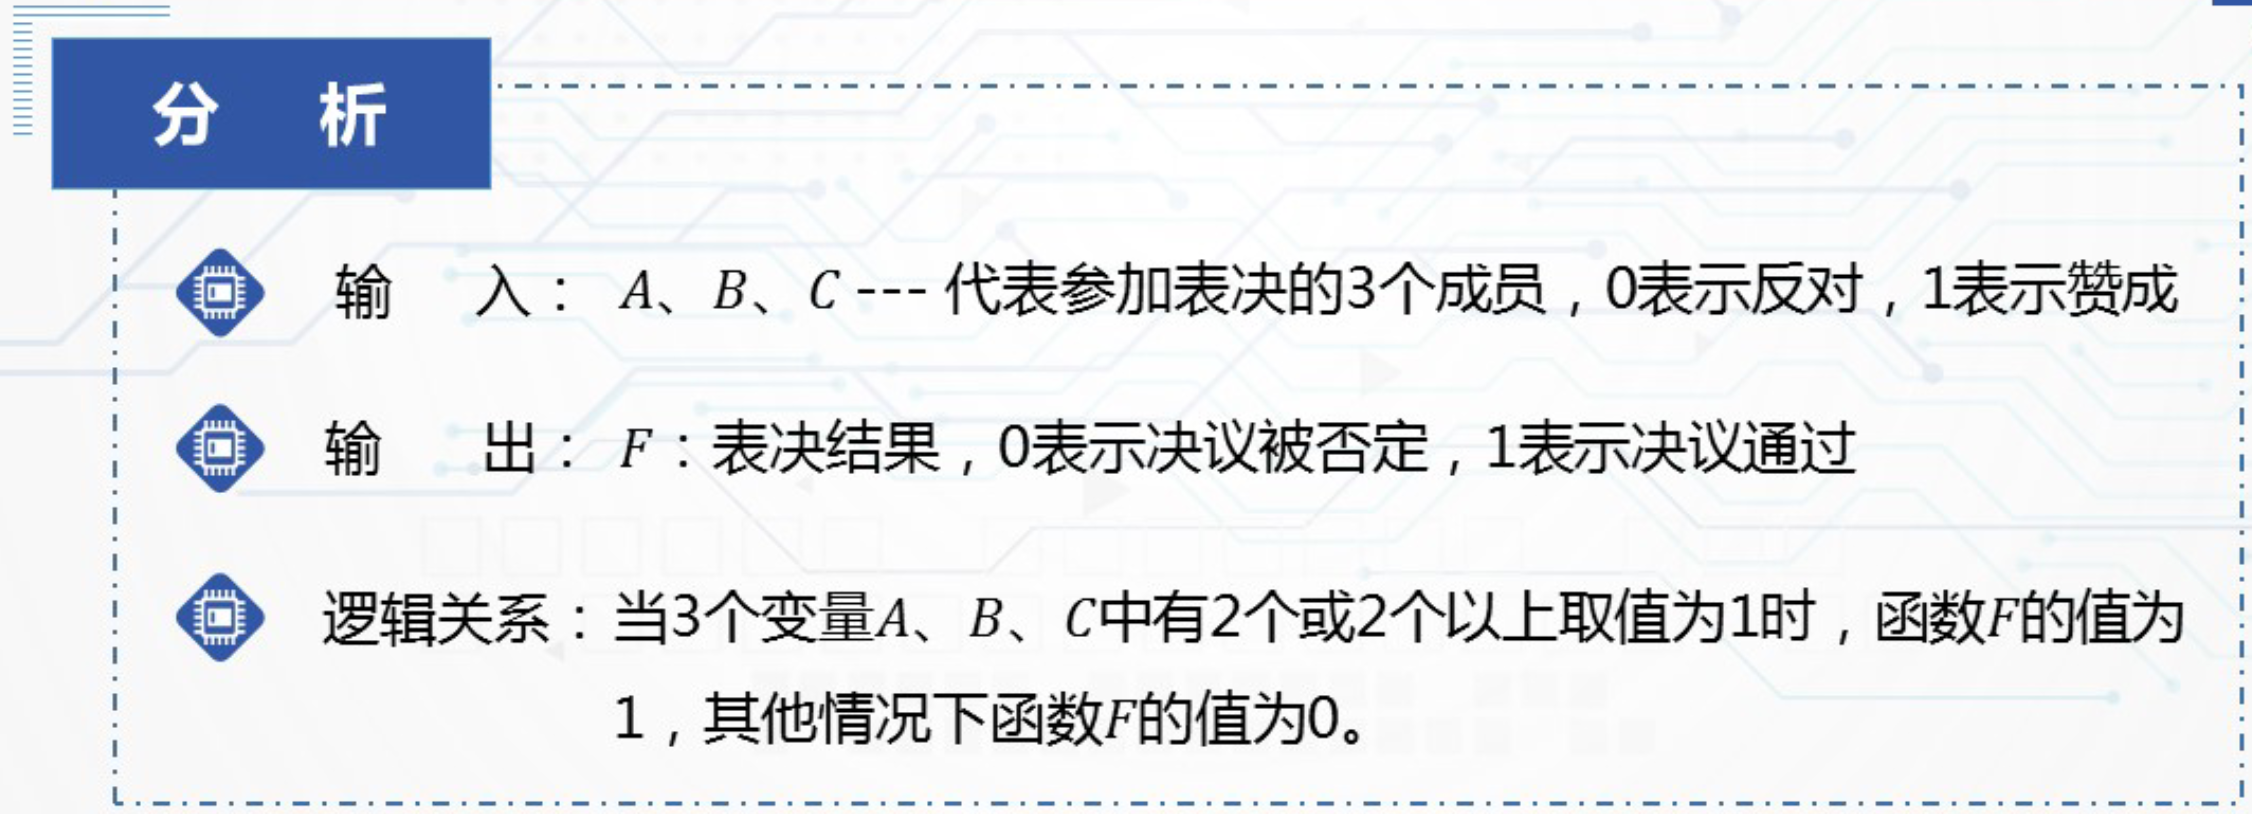 分 析
输 入： A、B、C --- 代表参加表决的3个成员，0表示反对，1表示赞成
输 出： F：表决结果，0表示决议被否定，1表示决议通过
逻辑关系：当3个变量A、B、C中有2个或2个以上取值为1时，函数F的值为
1，其他情况下函数F的值为0。